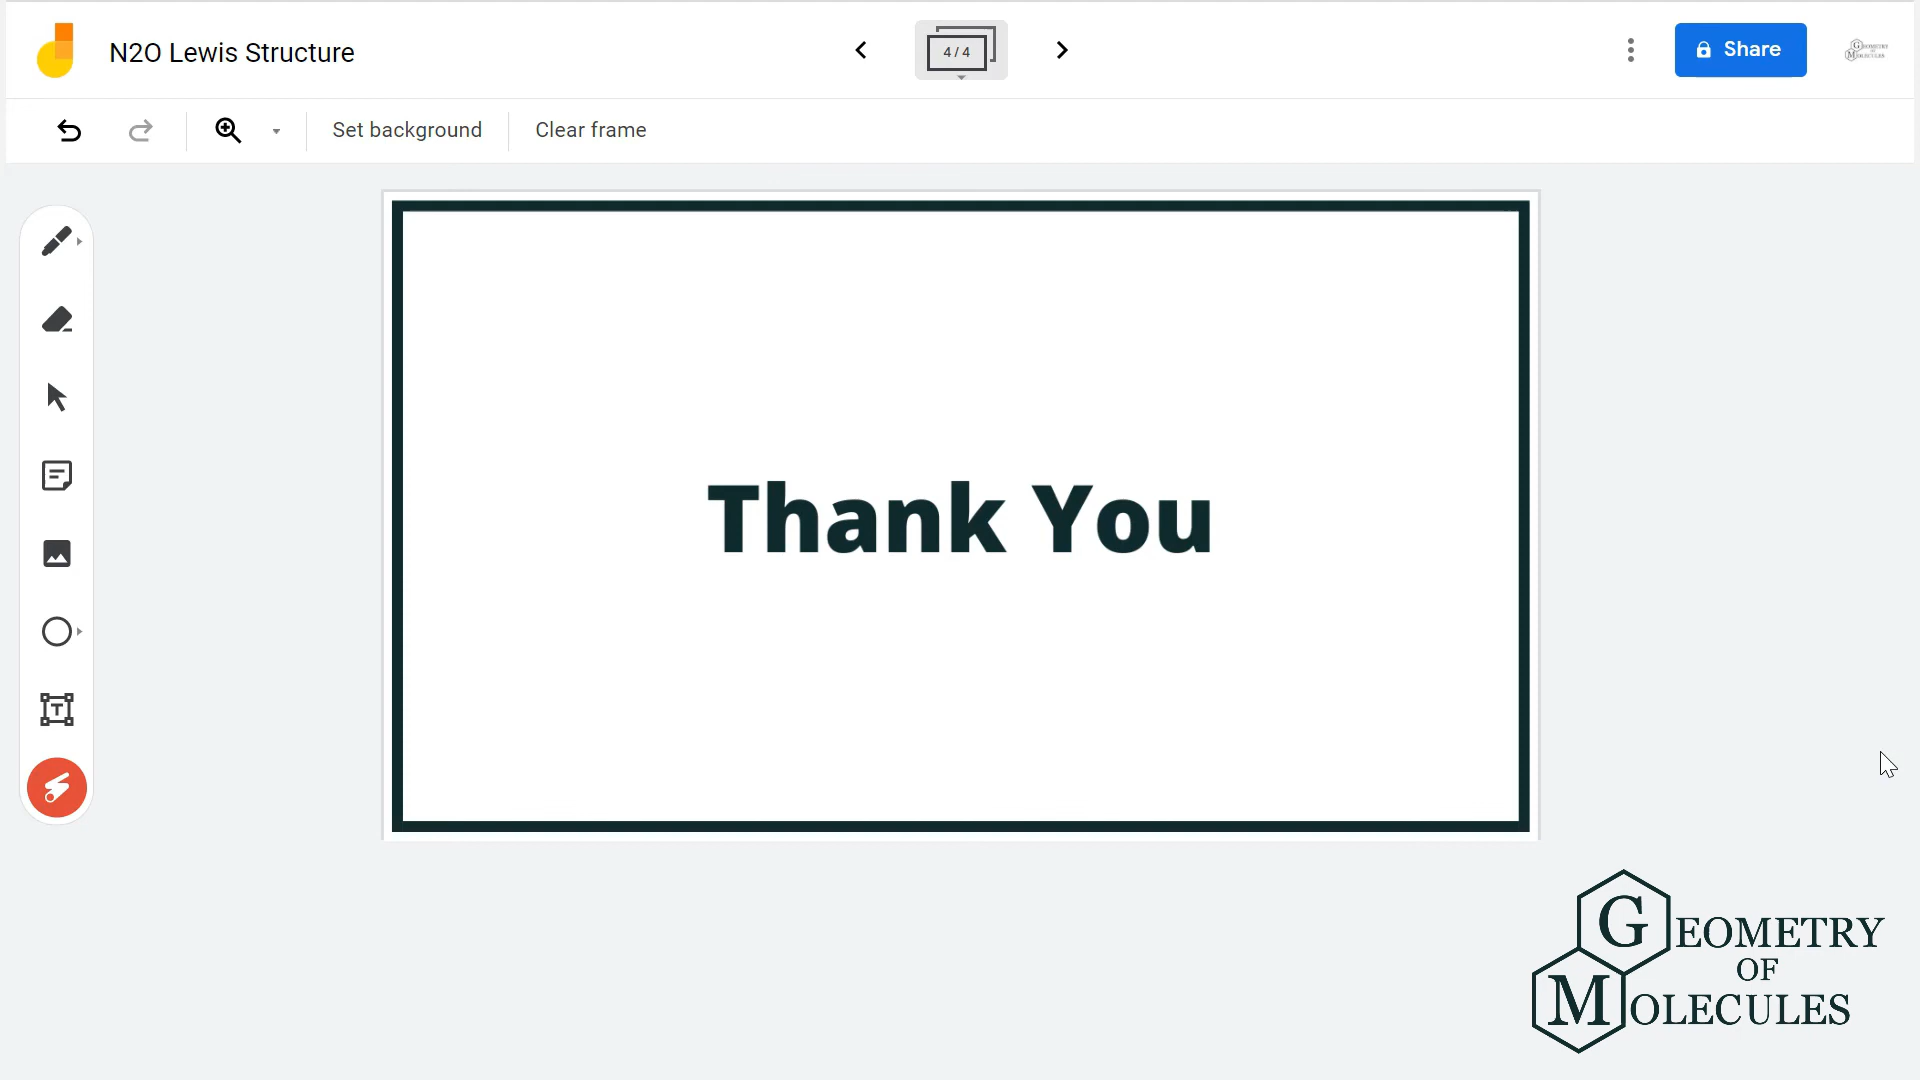 N2O Lewis Structure
4 / 4
Share
Set background
Clear frame
Thank You
GEOMETRY
OF
MOLECULES